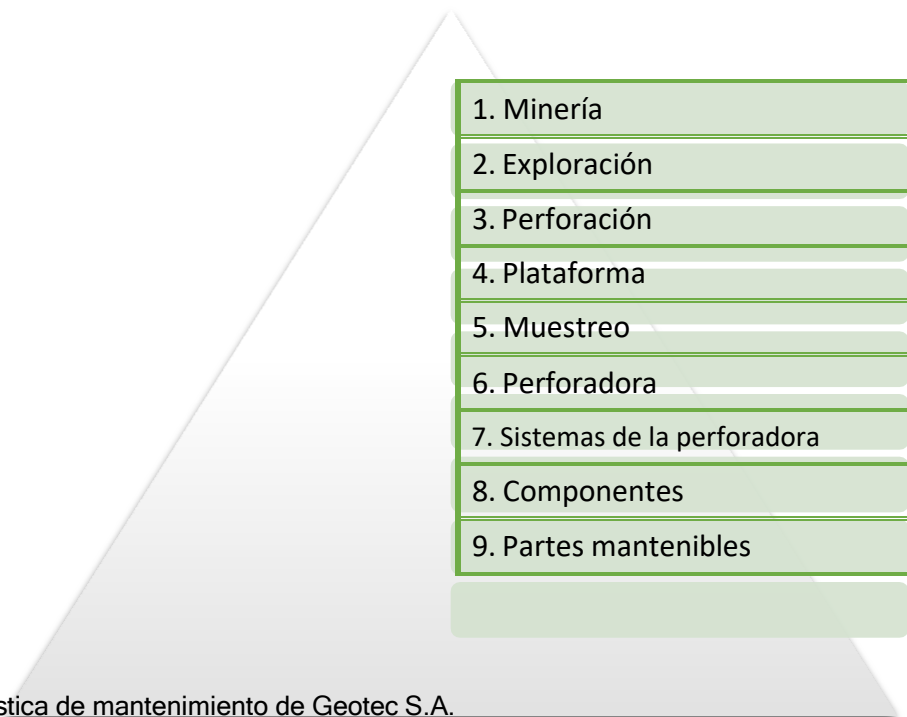 1. Minería
2. Exploración
3. Perforación
4. Plataforma
5. Muestreo
6. Perforadora
7. Sistemas de la perforadora
8. Componentes
9. Partes mantenibles
de mantenimiento de Geotec S.A.